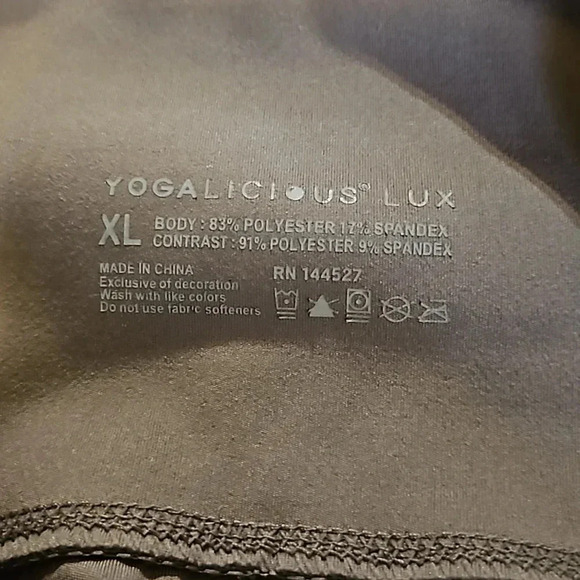 YOGALICIOUS® LUX
XL
BODY : 83% POLYESTER 17% SPANDEX
CONTRAST : 91% POLYESTER 9% SPANDEX
MADE IN CHINA
Exclusive of decoration
Wash with like colors
Do not use fabric softeners
RN 144527